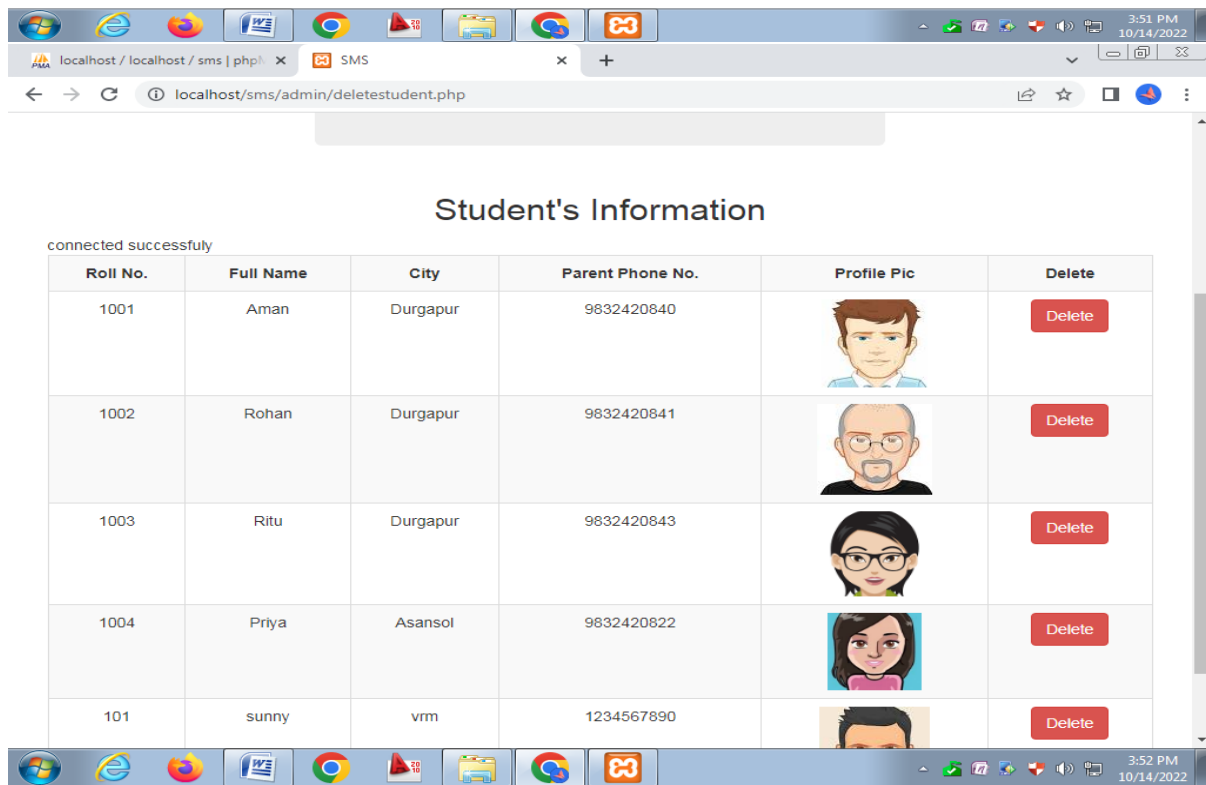 3:51 PM
10/14/2022
localhost / localhost / sms | phpM
SMS
localhost/sms/admin/deletestudent.php
Student's Information
connected successfuly
Roll No. Full Name City Parent Phone No. Profile Pic Delete
1001 Aman Durgapur 9832420840 Delete
1002 Rohan Durgapur 9832420841 Delete
1003 Ritu Durgapur 9832420843 Delete
1004 Priya Asansol 9832420822 Delete
101 sunny vrm 1234567890 Delete
3:52 PM
10/14/2022